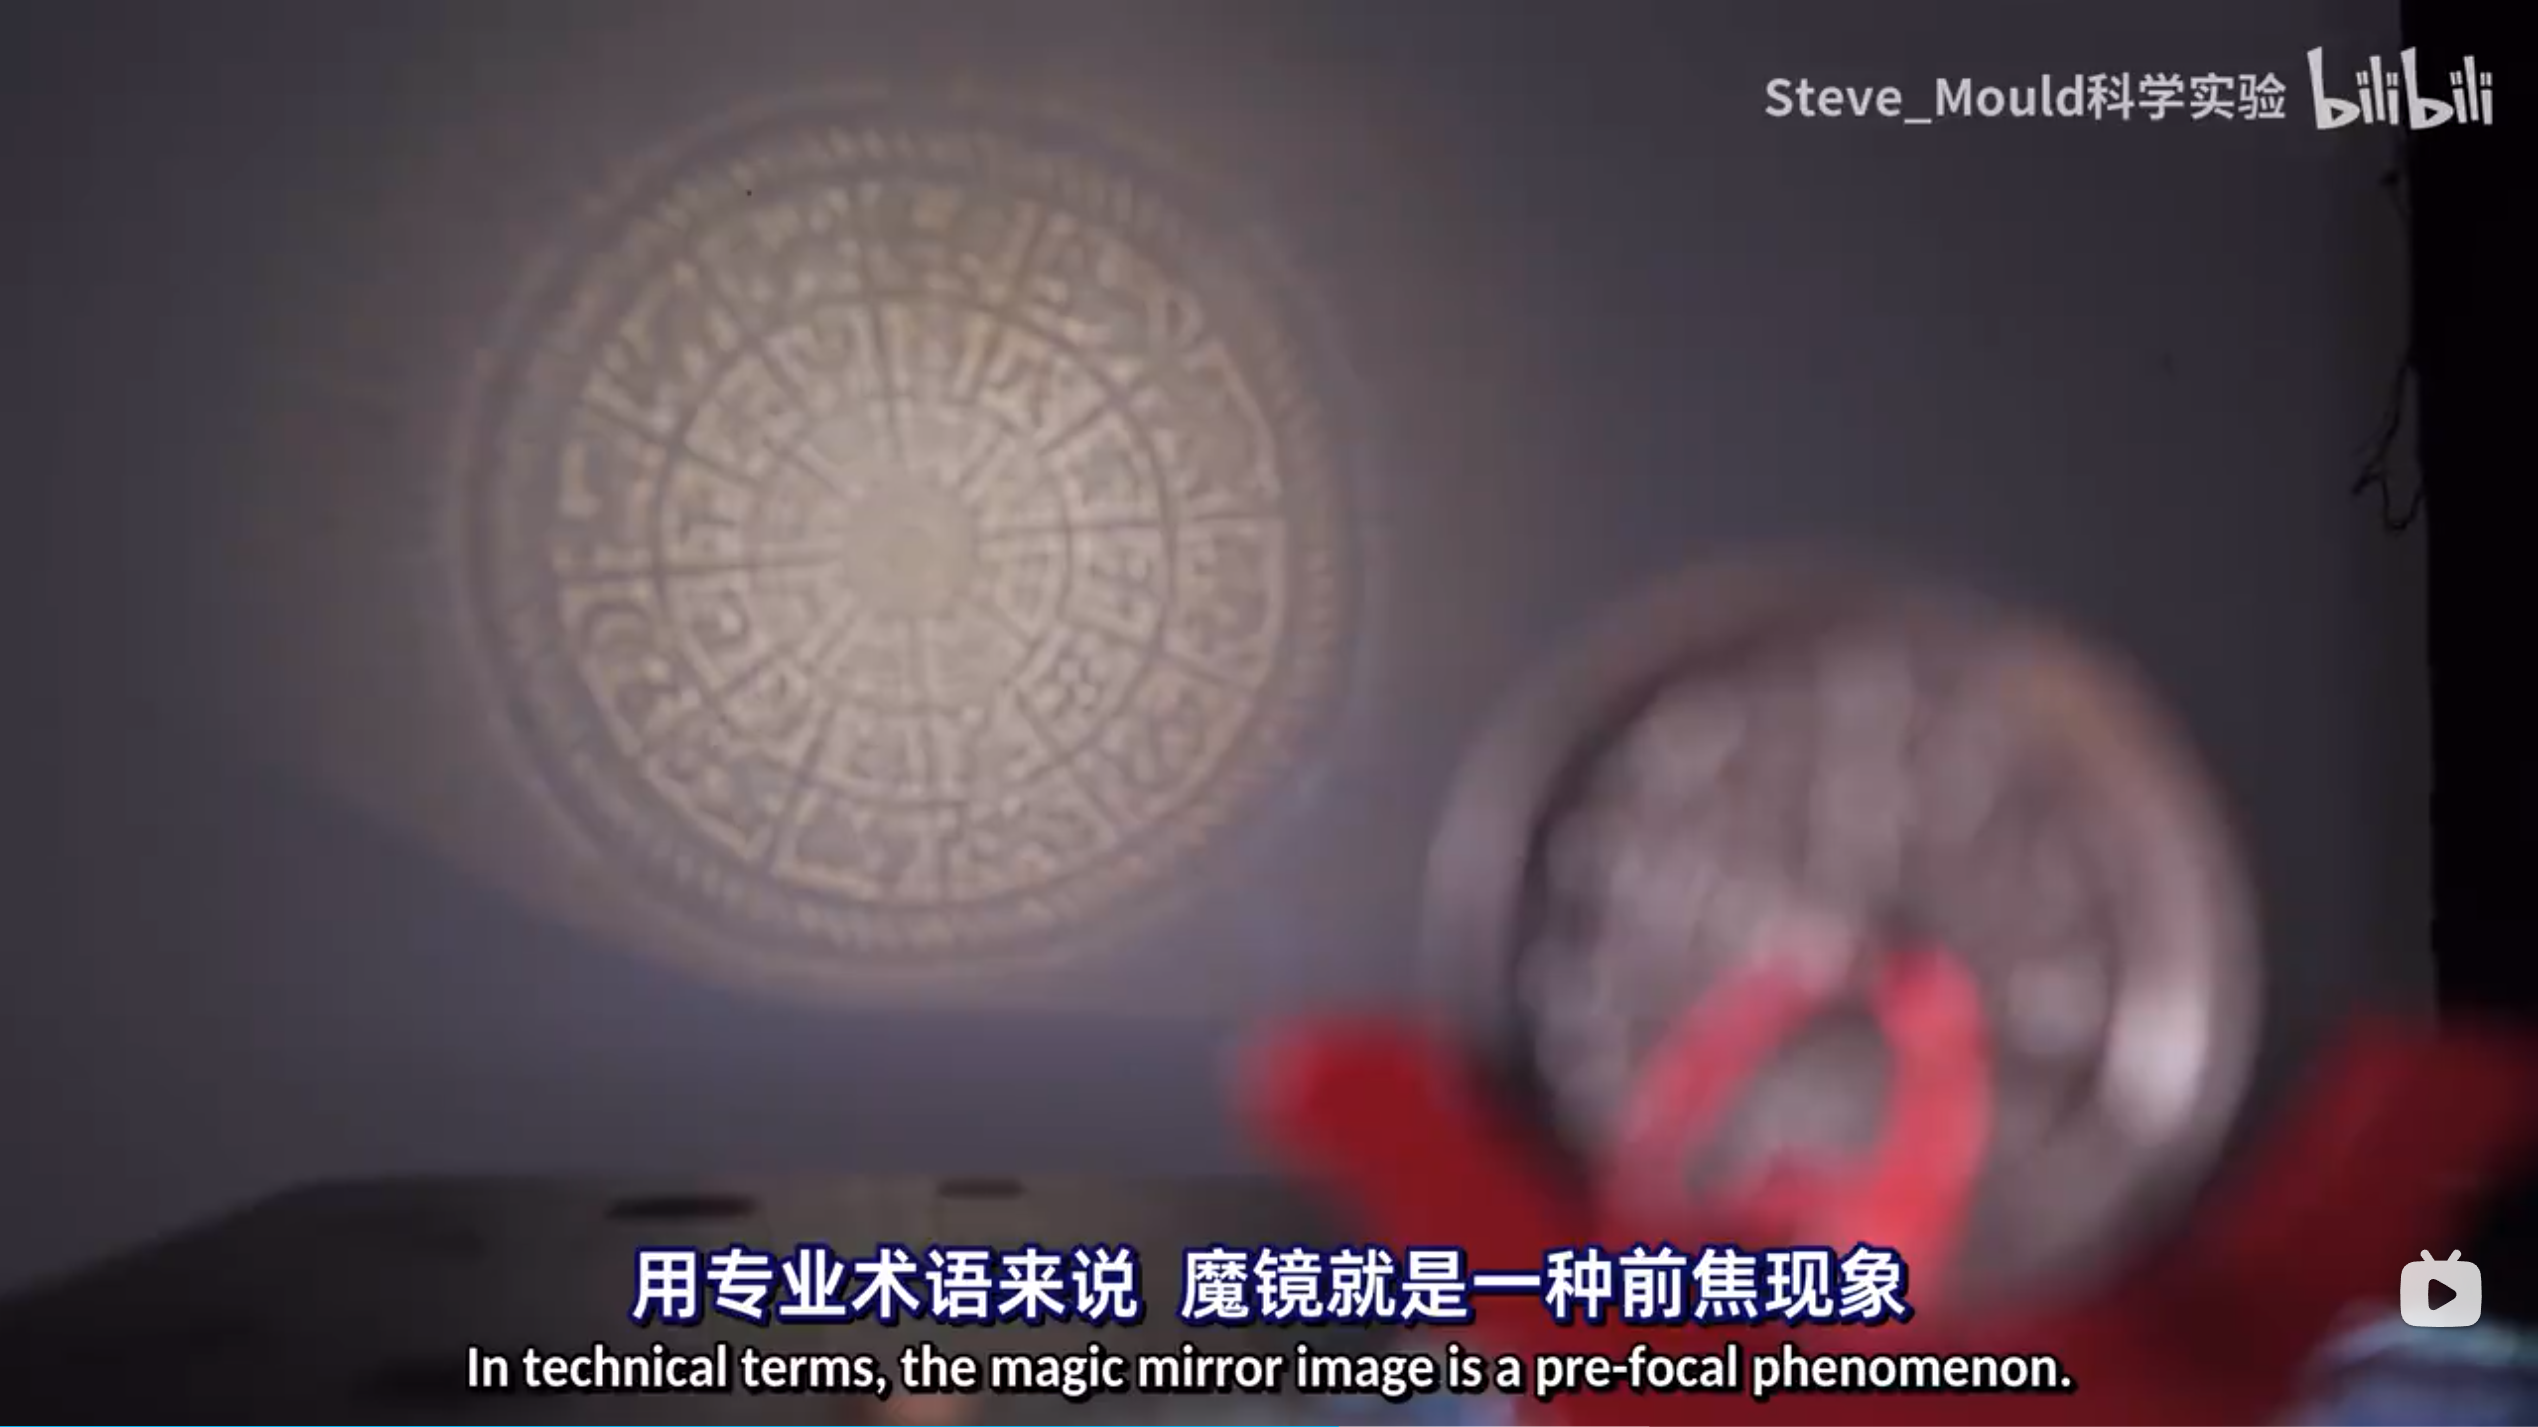 Steve_Mould科学实验 bilibili
用专业术语来说 魔镜就是一种前焦现象
In technical terms, the magic mirror image is a pre-focal phenomenon.